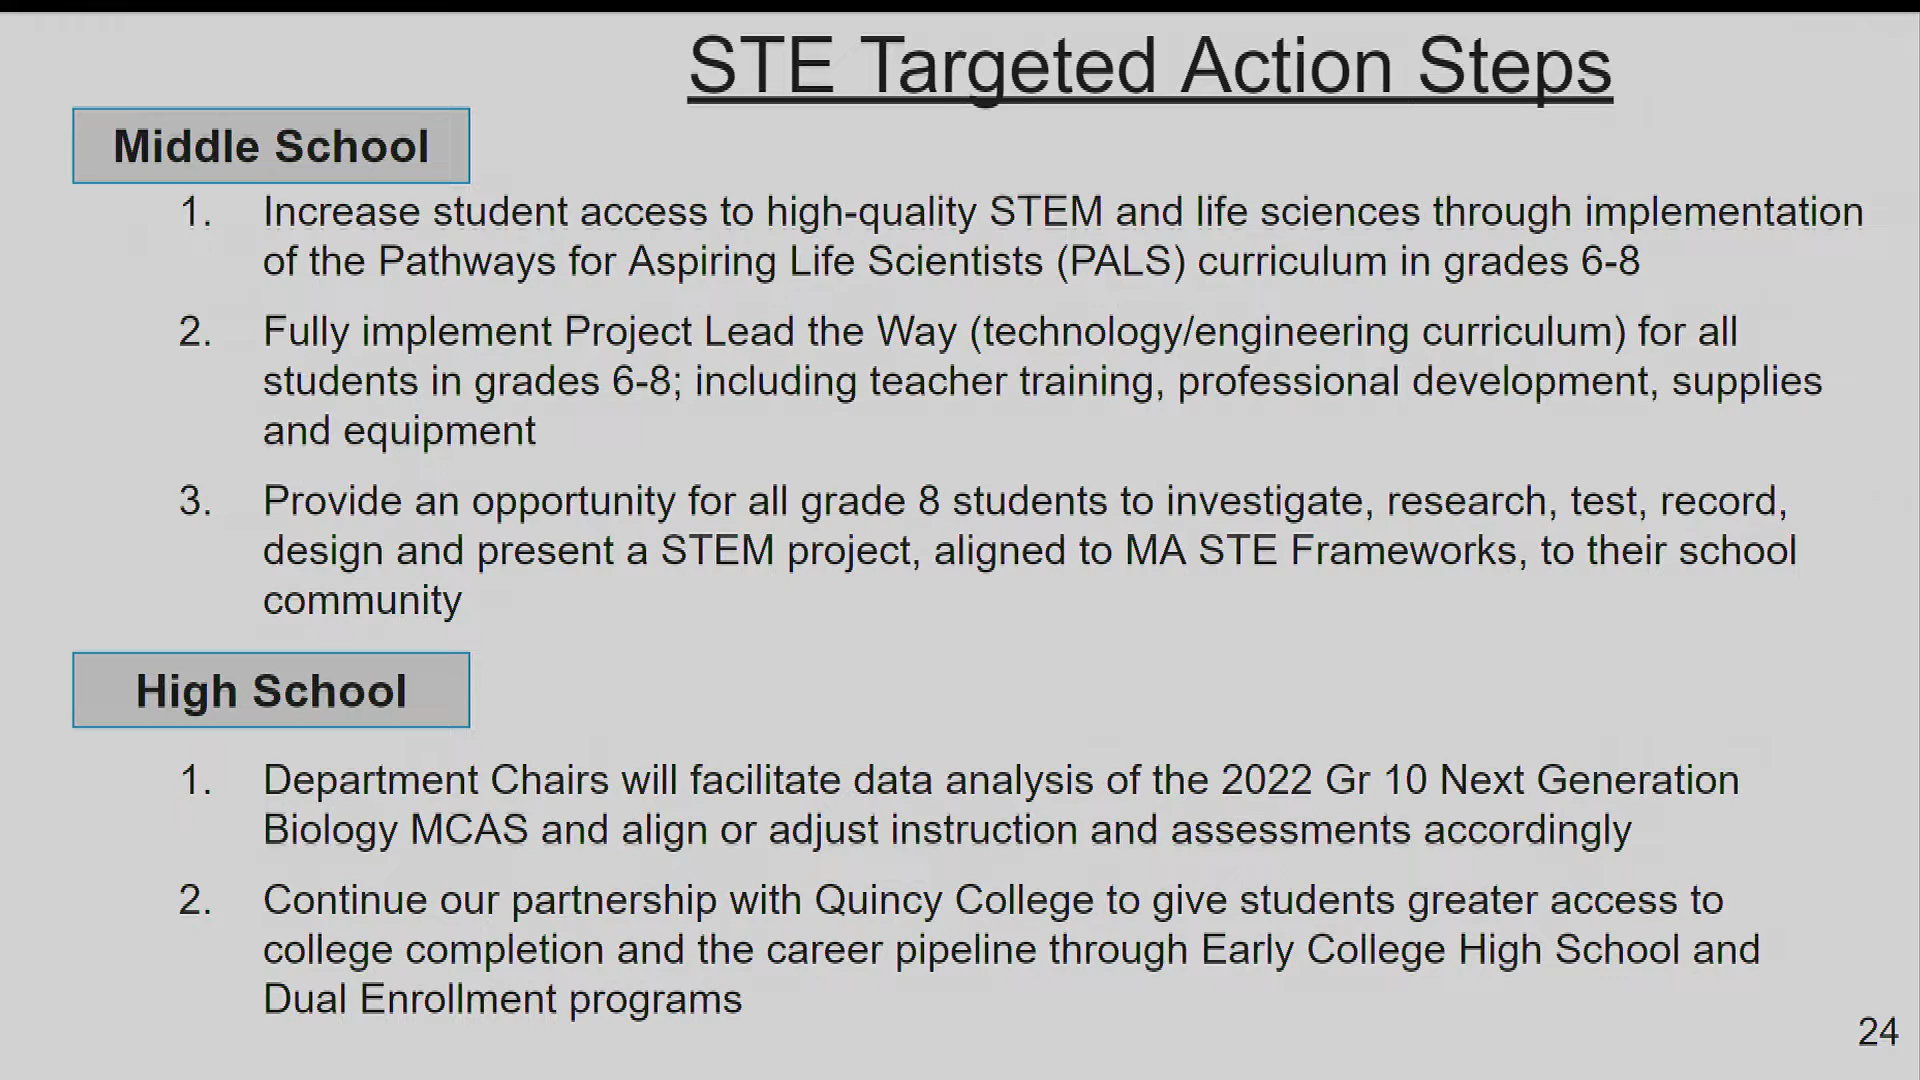 STE Targeted Action Steps
Middle School
1. Increase student access to high-quality STEM and life sciences through implementation
of the Pathways for Aspiring Life Scientists (PALS) curriculum in grades 6-8
2. Fully implement Project Lead the Way (technology/engineering curriculum) for all
students in grades 6-8; including teacher training, professional development, supplies
and equipment
3. Provide an opportunity for all grade 8 students to investigate, research, test, record,
design and present a STEM project, aligned to MA STE Frameworks, to their school
community
High School
1. Department Chairs will facilitate data analysis of the 2022 Gr 10 Next Generation
Biology MCAS and align or adjust instruction and assessments accordingly
2. Continue our partnership with Quincy College to give students greater access to
college completion and the career pipeline through Early College High School and
Dual Enrollment programs
24